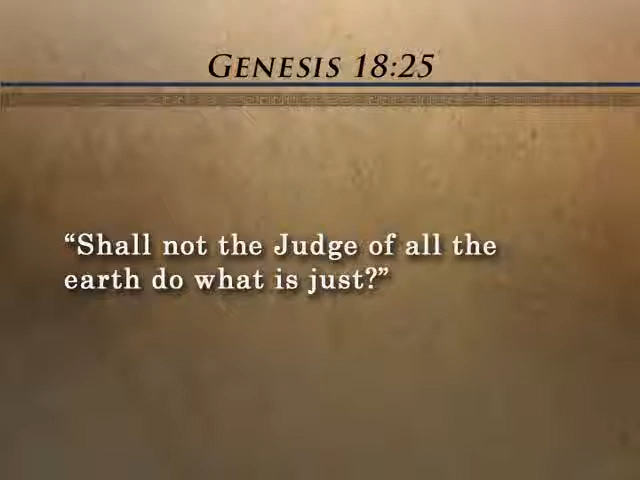 GENESIS 18:25
“Shall not the Judge of all the
earth do what is just?”